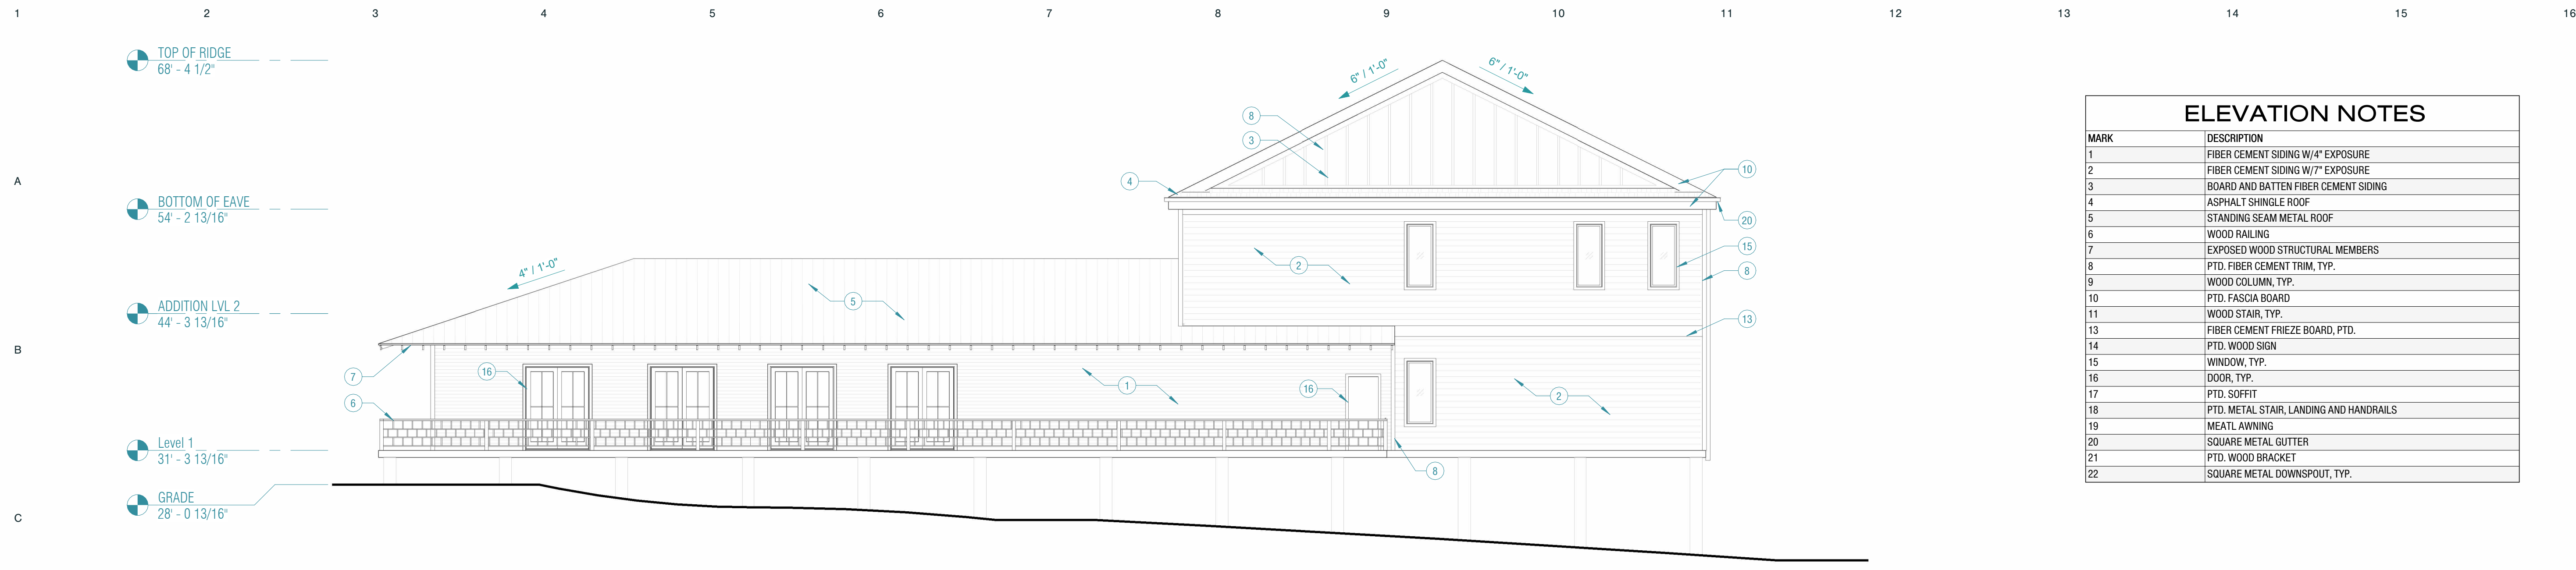 1 2 3 4 5 6 7 8 9 10 11 12 13 14 15 16
TOP OF RIDGE
68' - 4 1/2"
6" / 1'-0"
6" / 1'-0"
8
3
A
4
10
BOTTOM OF EAVE
54' - 2 13/16"
20
15
2
8
4" / 1'-0"
5
ADDITION LVL 2
44' - 3 13/16"
13
B
7
16
1
16
2
6
Level 1
31' - 3 13/16"
8
GRADE
28' - 0 13/16"
C
ELEVATION NOTES
MARK DESCRIPTION
1 FIBER CEMENT SIDING W/4" EXPOSURE
2 FIBER CEMENT SIDING W/7" EXPOSURE
3 BOARD AND BATTEN FIBER CEMENT SIDING
4 ASPHALT SHINGLE ROOF
5 STANDING SEAM METAL ROOF
6 WOOD RAILING
7 EXPOSED WOOD STRUCTURAL MEMBERS
8 PTD. FIBER CEMENT TRIM, TYP.
9 WOOD COLUMN, TYP.
10 PTD. FASCIA BOARD
11 WOOD STAIR, TYP.
13 FIBER CEMENT FRIEZE BOARD, PTD.
14 PTD. WOOD SIGN
15 WINDOW, TYP.
16 DOOR, TYP.
17 PTD. SOFFIT
18 PTD. METAL STAIR, LANDING AND HANDRAILS
19 MEATL AWNING
20 SQUARE METAL GUTTER
21 PTD. WOOD BRACKET
22 SQUARE METAL DOWNSPOUT, TYP.